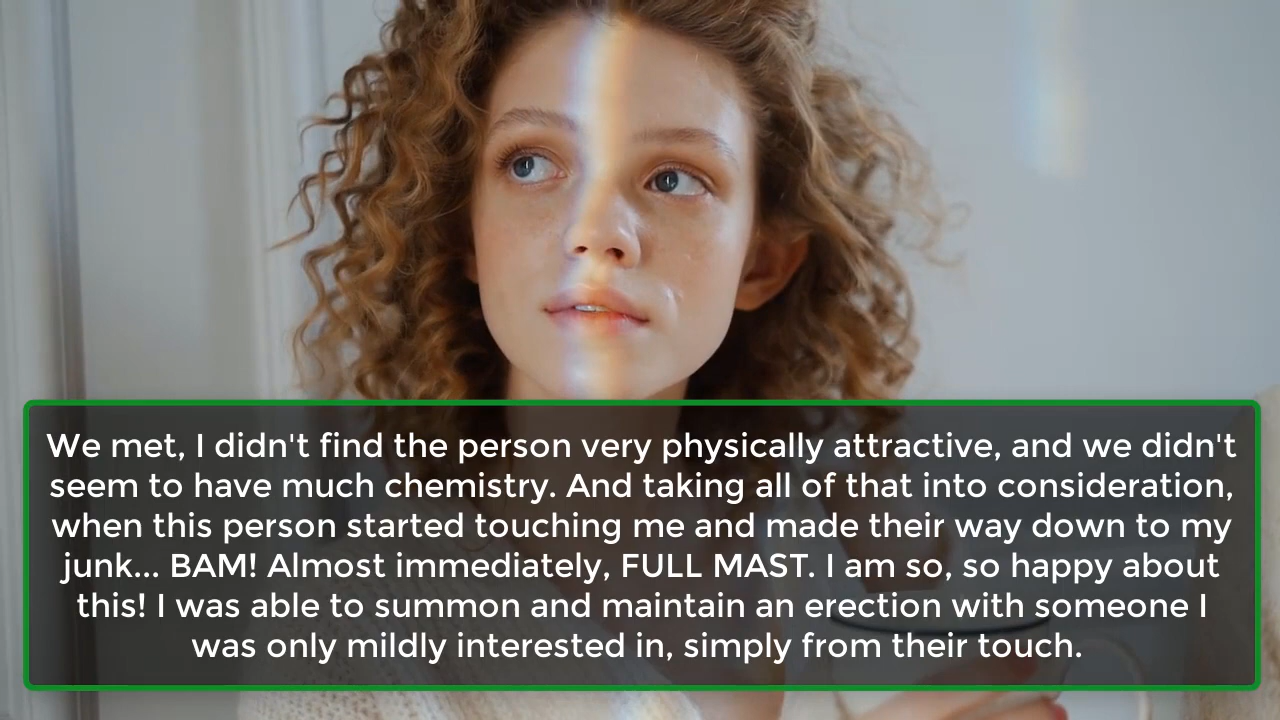 We met, I didn't find the person very physically attractive, and we didn't
seem to have much chemistry. And taking all of that into consideration,
when this person started touching me and made their way down to my
junk... BAM! Almost immediately, FULL MAST. I am so, so happy about
this! I was able to summon and maintain an erection with someone I
was only mildly interested in, simply from their touch.